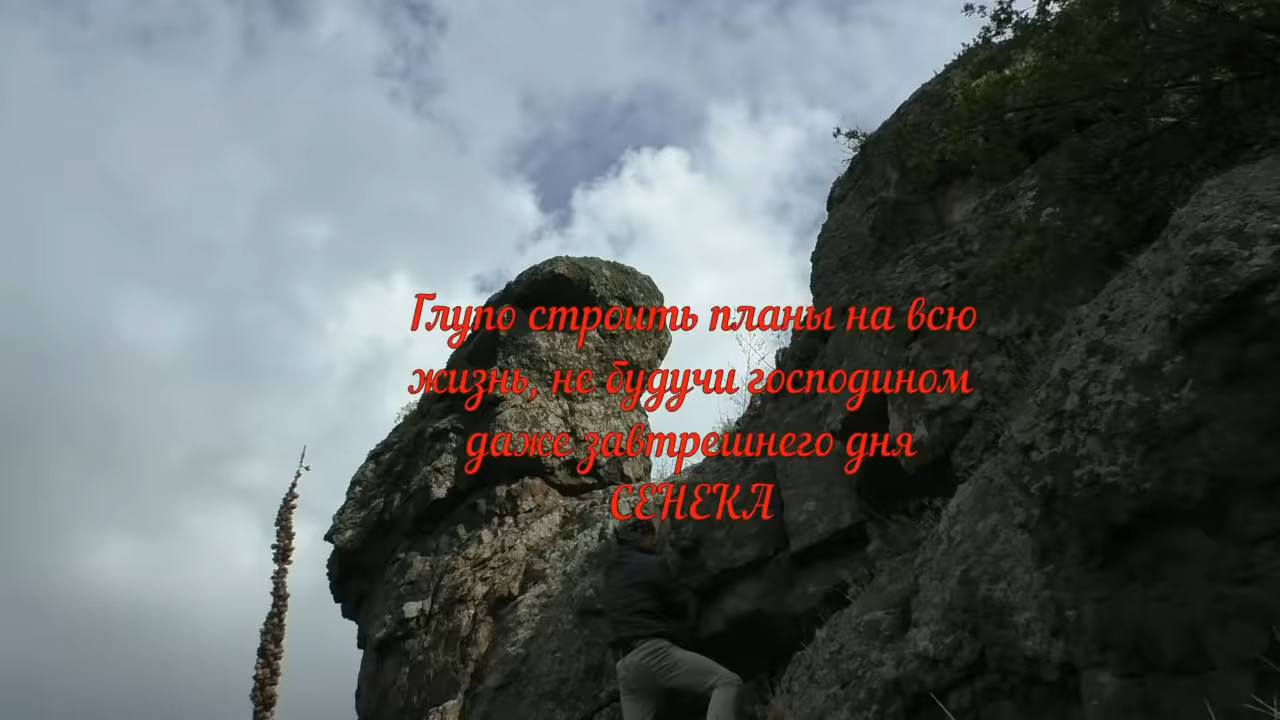 Глупо строить планы на всю
жизнь, не будучи господином
даже завтрешнего дня
СЕНЕКА